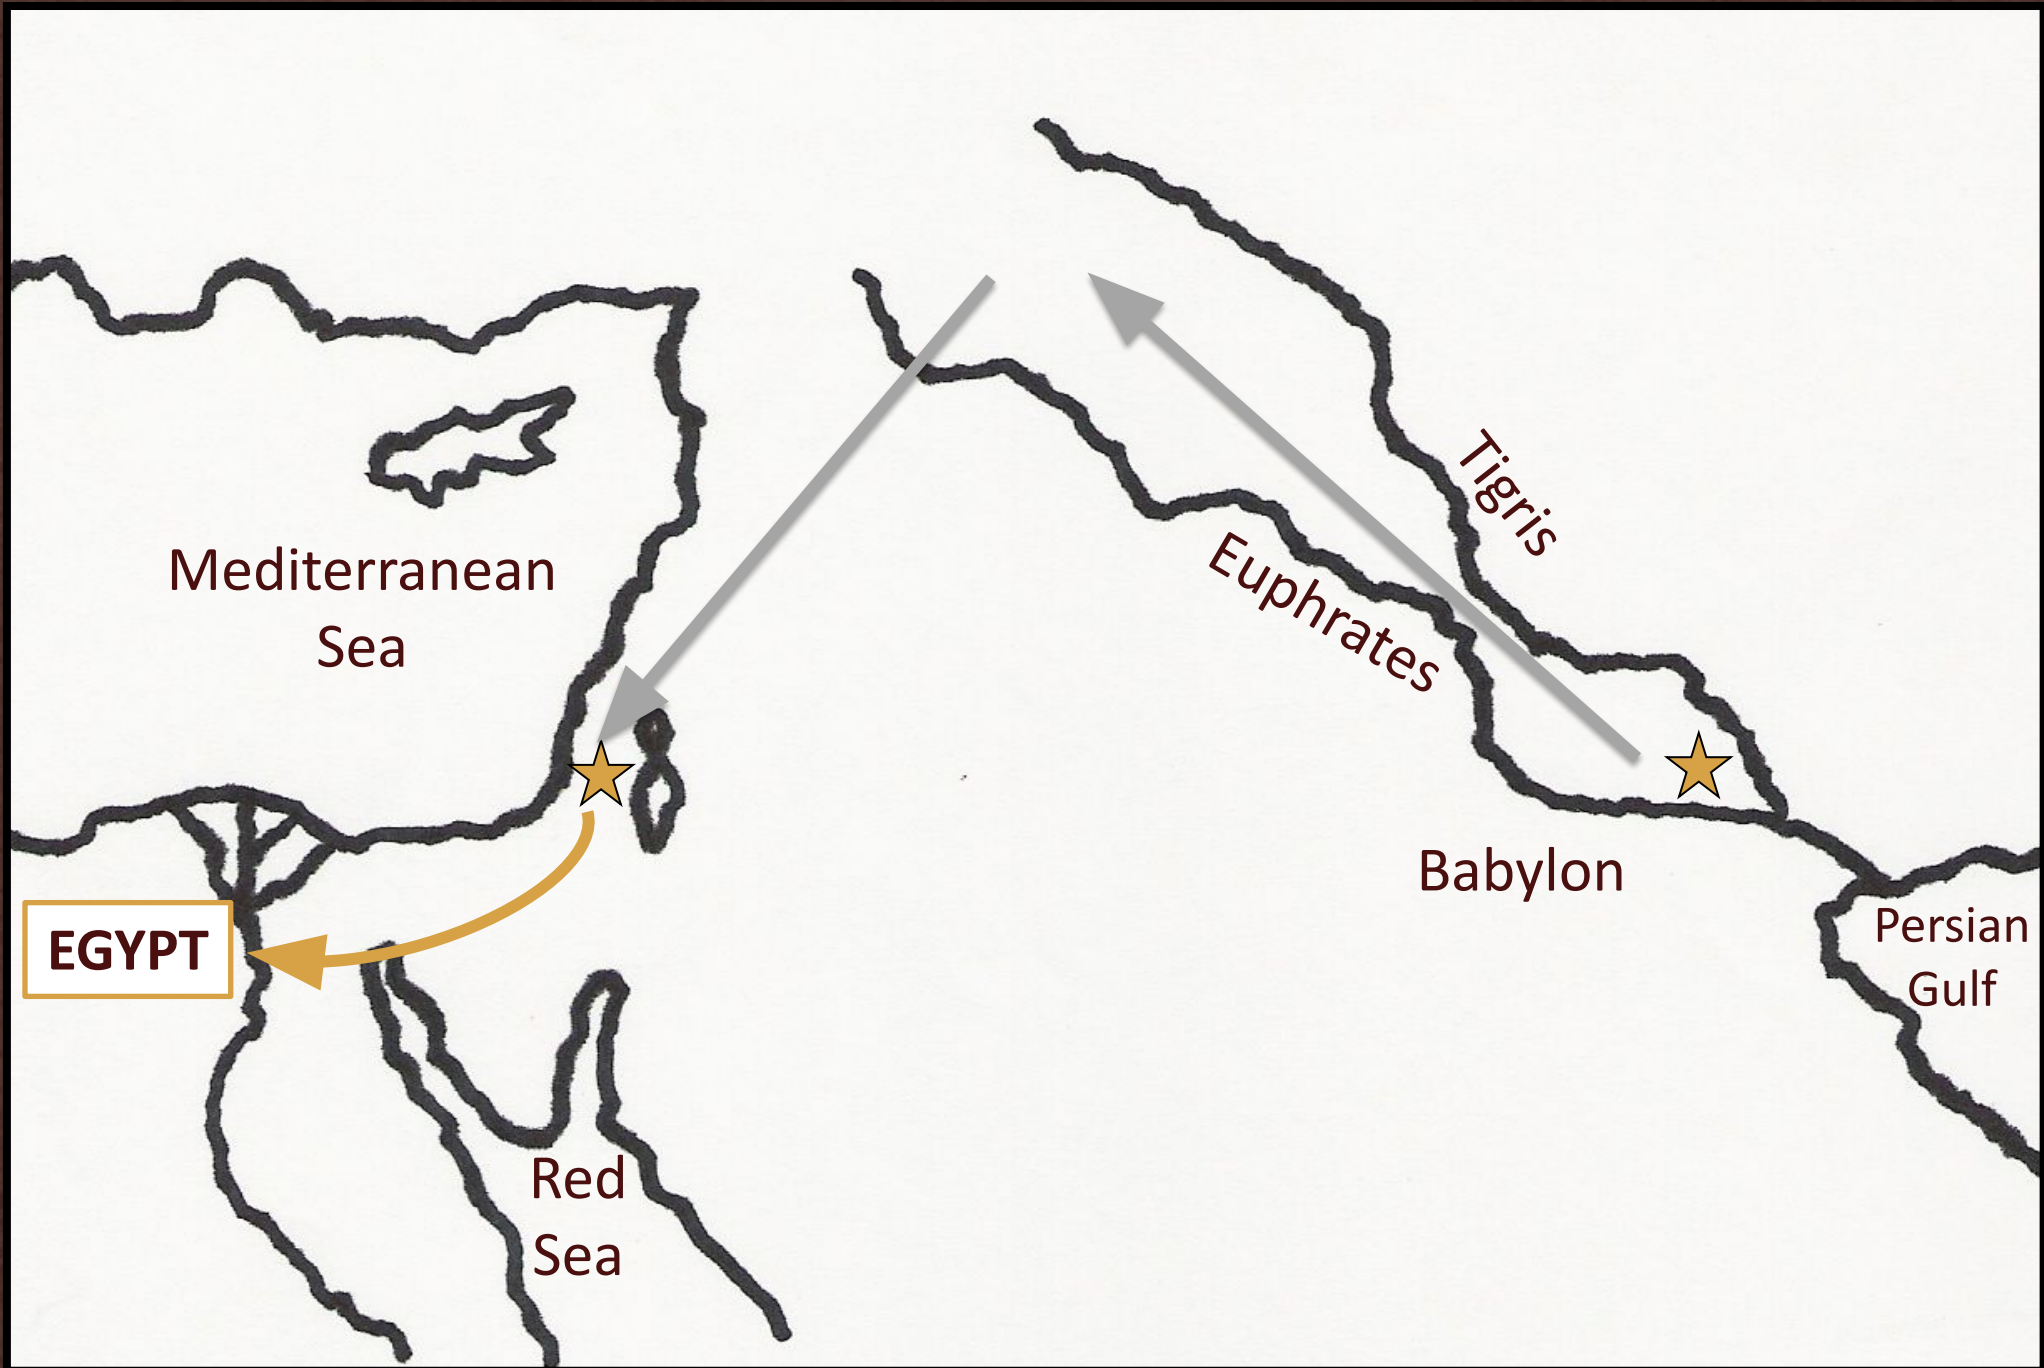 Tigris
Euphrates
Mediterranean
Sea
Babylon
Persian
Gulf
EGYPT
Red
Sea